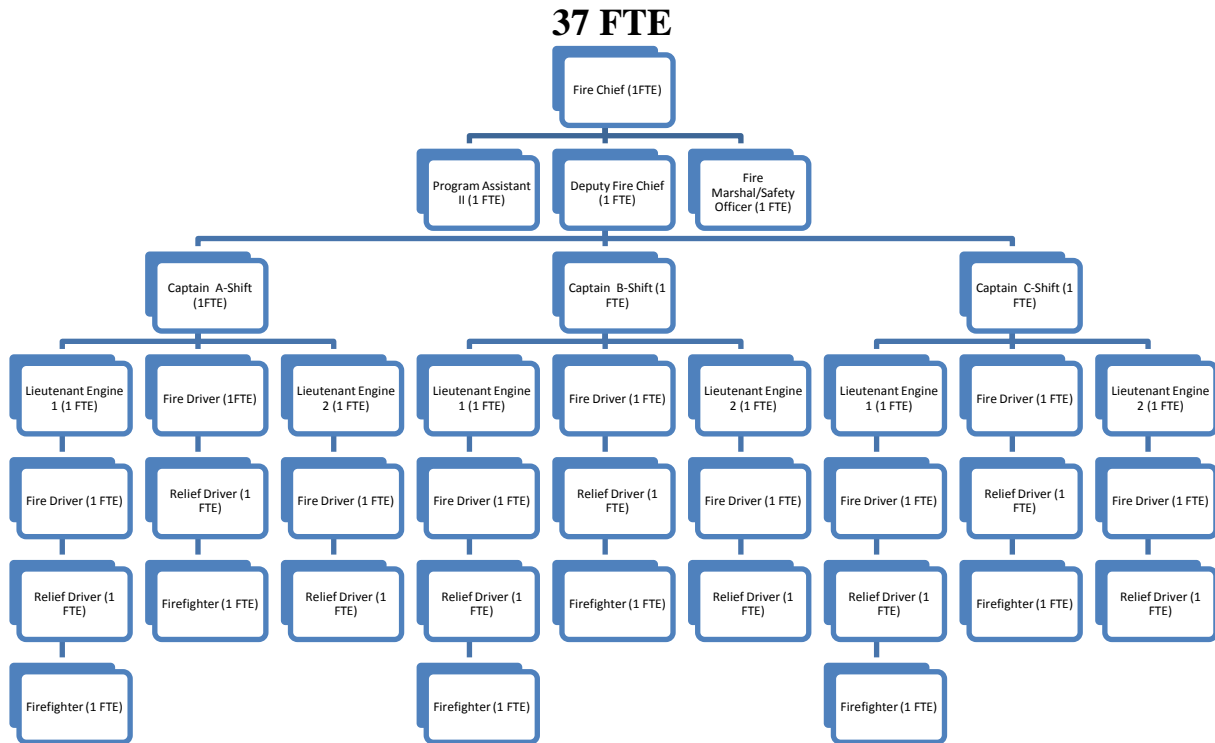 37 FTE
Fire Chief (1FTE)
Program Assistant
II (1 FTE)
Deputy Fire Chief
(1 FTE)
Fire
Marshal/Safety
Officer (1 FTE)
Captain A-Shift
(1FTE)
Captain B-Shift (1
FTE)
Captain C-Shift (1
FTE)
Lieutenant Engine
1 (1 FTE)
Fire Driver (1FTE)
Lieutenant Engine
2 (1 FTE)
Lieutenant Engine
1 (1 FTE)
Fire Driver (1 FTE)
Lieutenant Engine
2 (1 FTE)
Lieutenant Engine
1 (1 FTE)
Fire Driver (1 FTE)
Lieutenant Engine
2 (1 FTE)
Fire Driver (1 FTE)
Relief Driver (1
FTE)
Fire Driver (1 FTE)
Fire Driver (1 FTE)
Relief Driver (1
FTE)
Fire Driver (1 FTE)
Fire Driver (1 FTE)
Relief Driver (1
FTE)
Fire Driver (1 FTE)
Relief Driver (1
FTE)
Firefighter (1 FTE)
Relief Driver (1
FTE)
Relief Driver (1
FTE)
Firefighter (1 FTE)
Relief Driver (1
FTE)
Relief Driver (1
FTE)
Firefighter (1 FTE)
Relief Driver (1
FTE)
Firefighter (1 FTE)
Firefighter (1 FTE)
Firefighter (1 FTE)